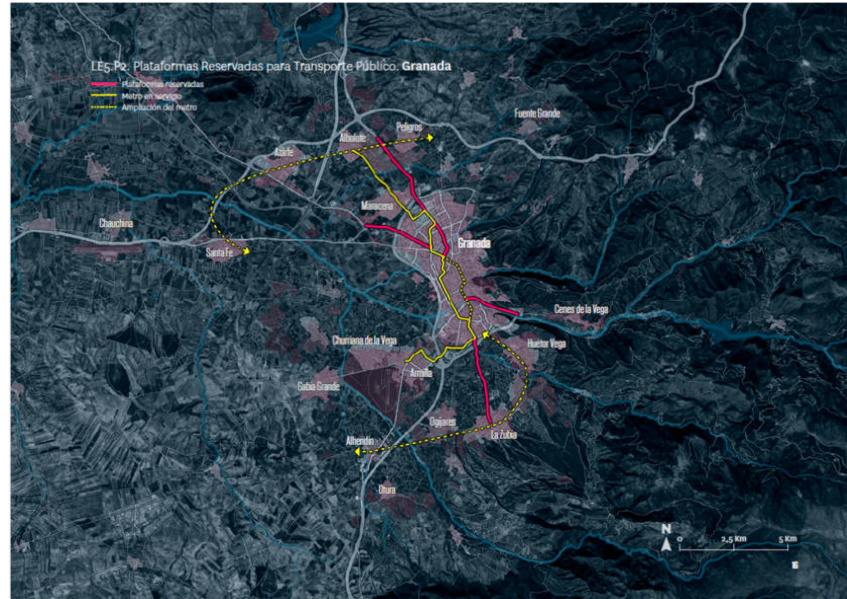 LE5.P2. Plataformas Reservadas para Transporte Público. Granada
Plataformas reservadas
Metro en servicio
Ampliación del metro
Fuente Grande
Peligros
Albolote
Atarfe
Maracena
Chauchina
Granada
Santa Fe
Cenes de la Vega
Churriana de la Vega
Huétor Vega
Armilla
Gabia Grande
Ogíjares
La Zubia
Alhendín
Otura
N
0 2,5 Km 5 Km